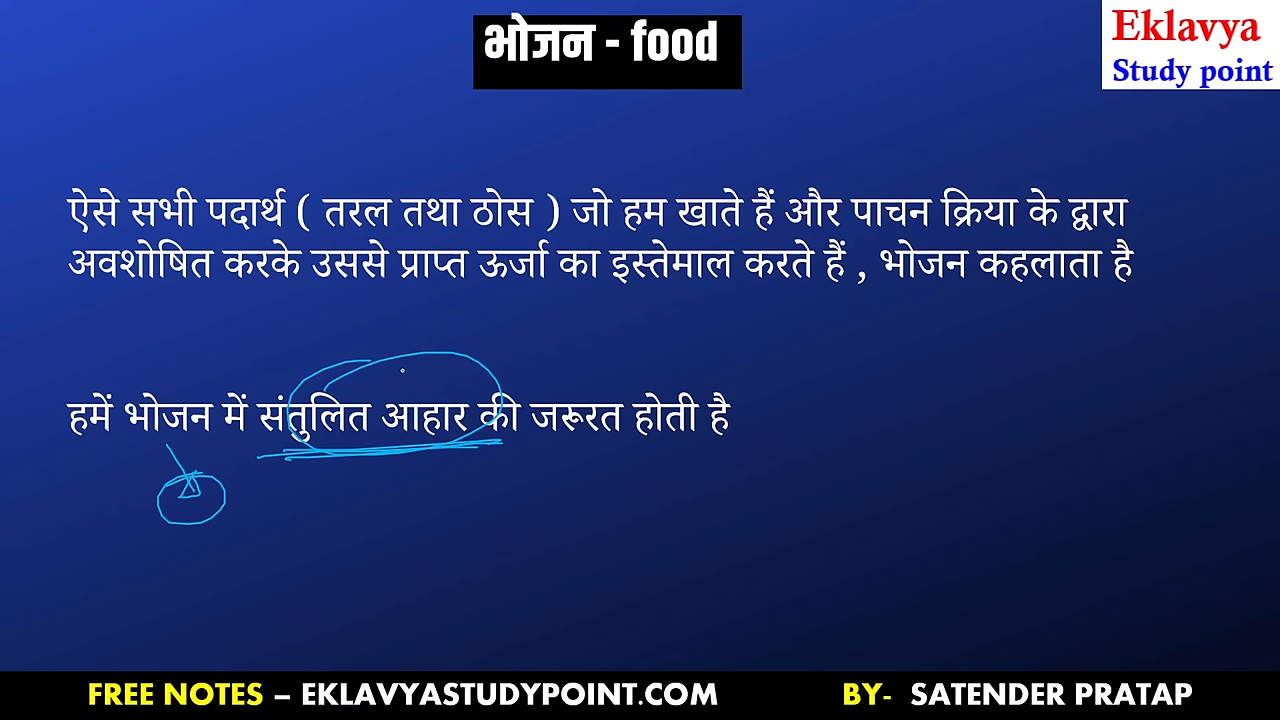 भोजन - food
Eklavya
Study point
ऐसे सभी पदार्थ ( तरल तथा ठोस ) जो हम खाते हैं और पाचन क्रिया के द्वारा
अवशोषित करके उससे प्राप्त ऊर्जा का इस्तेमाल करते हैं , भोजन कहलाता है
हमें भोजन में संतुलित आहार की जरूरत होती है
FREE NOTES – EKLAVYASTUDYPOINT.COM
BY- SATENDER PRATAP